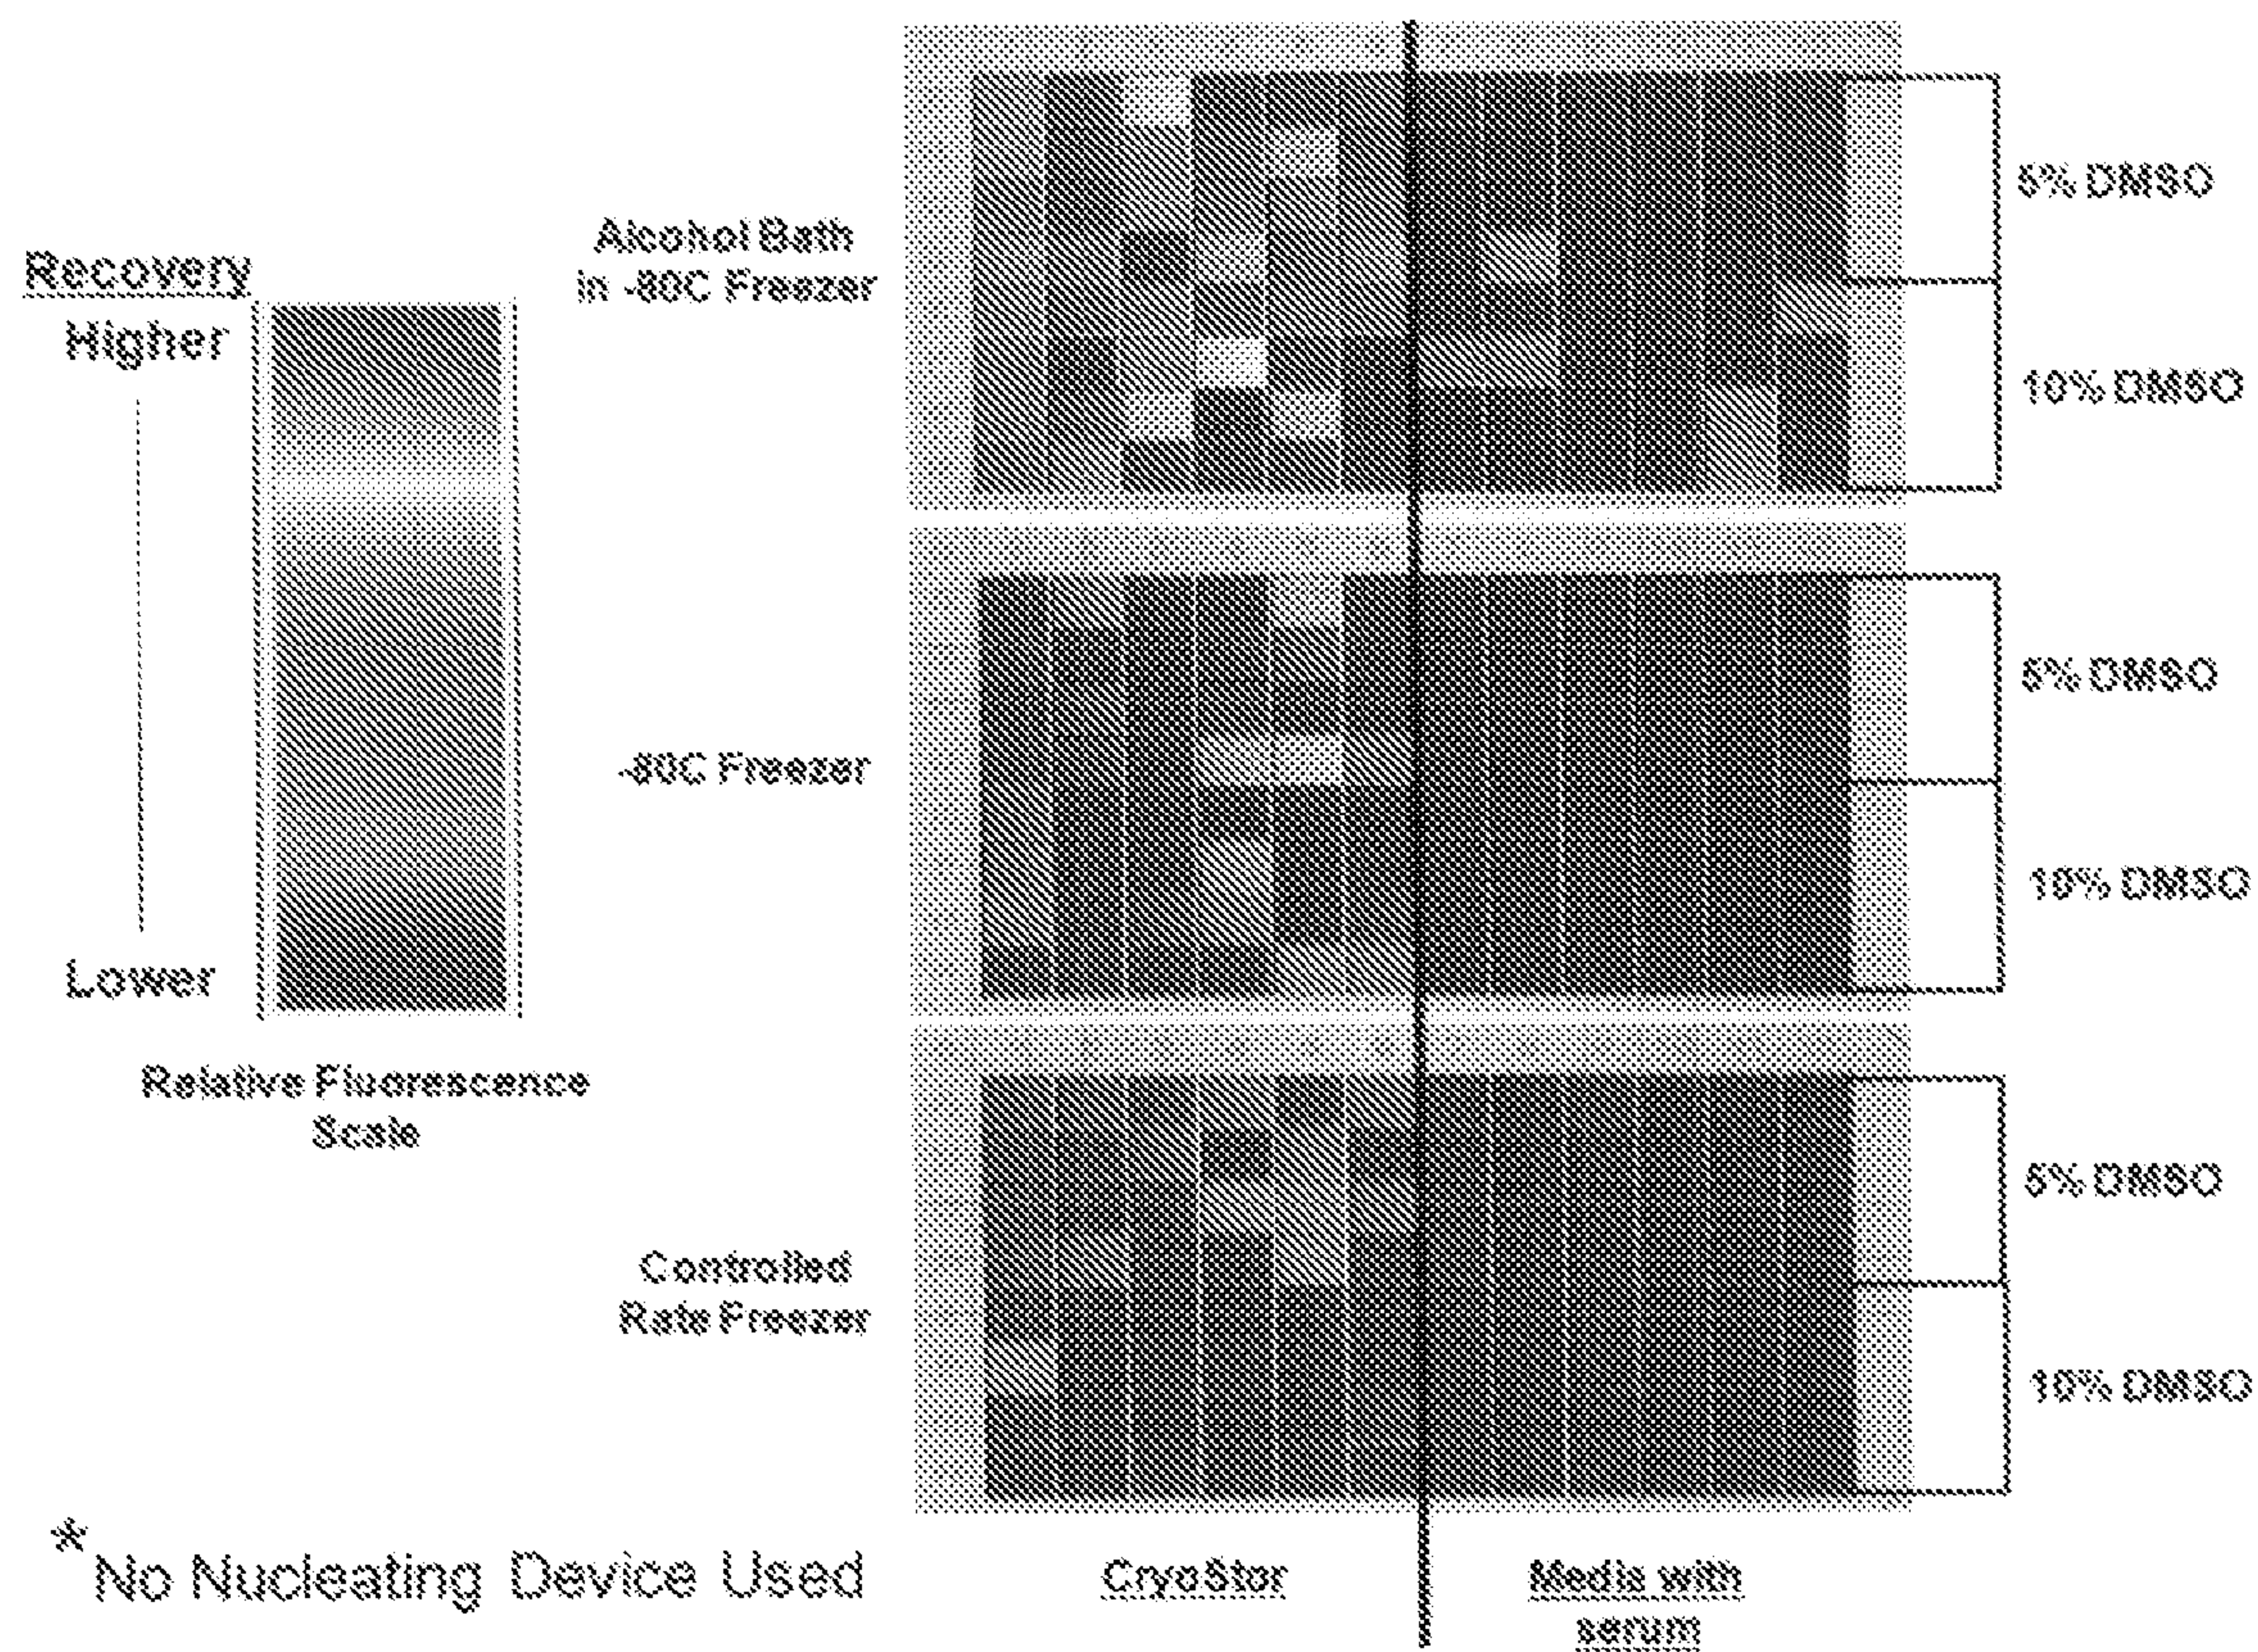 Recovery
Higher
Lower
Relative Fluorescence
Scale
Alcohol Bath
in -80C Freezer
5% DMSO
10% DMSO
-80C Freezer
5% DMSO
10% DMSO
Controlled
Rate Freezer
5% DMSO
10% DMSO
*No Nucleating Device Used
CryoStor
Media with
serum